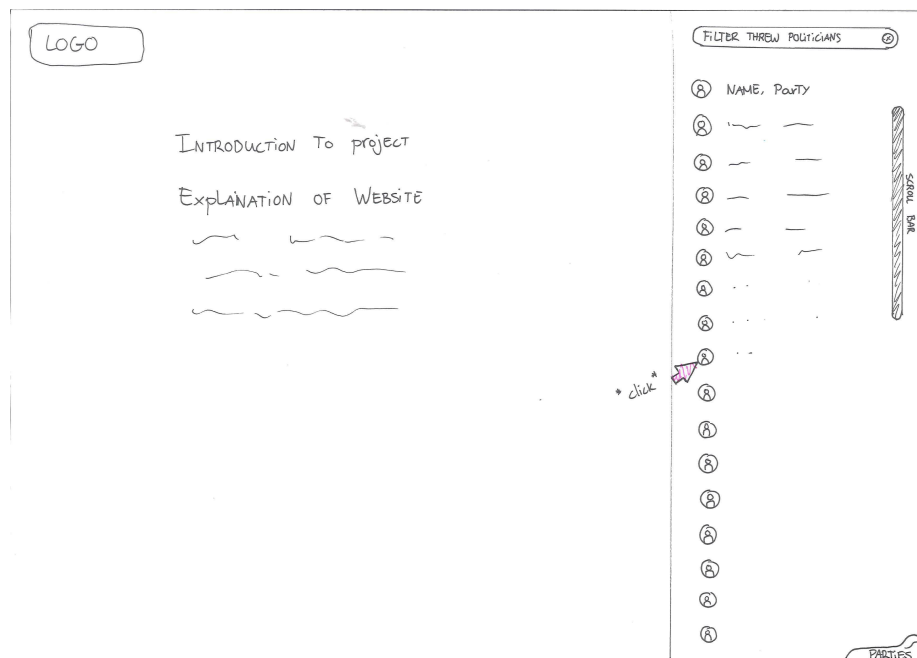 LOGO
INTRODUCTION TO project
EXPLANATION OF WEBSITE
* click *
FILTER THREW POLITICIANS
NAME, ParTY
SCROLL BAR
PARTIES